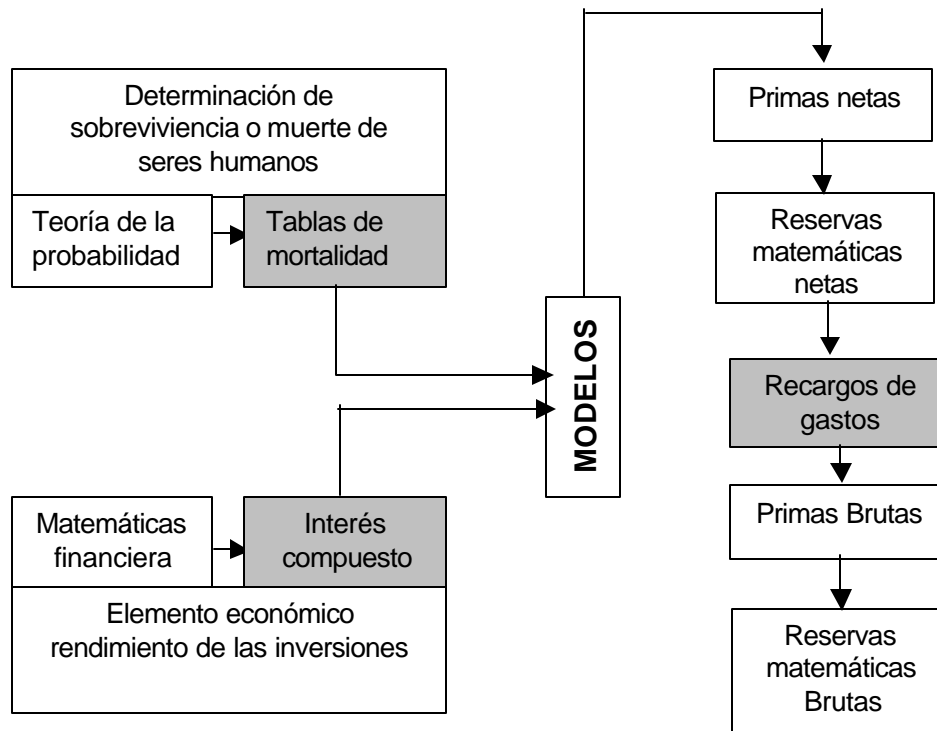 Determinación de
sobreviviencia o muerte de
seres humanos
Teoría de la
probabilidad
Tablas de
mortalidad
Matemáticas
financiera
Interés
compuesto
Elemento económico
rendimiento de las inversiones
MODELOS
Primas netas
Reservas
matemáticas
netas
Recargos de
gastos
Primas Brutas
Reservas
matemáticas
Brutas